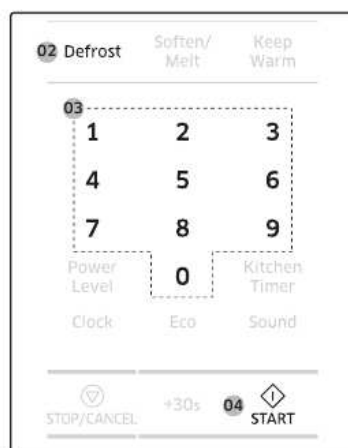 02 Defrost Soften/ Keep
Melt Warm
03
1 2 3
4 5 6
7 8 9
Power 0 Kitchen
Level Timer
Clock Eco Sound
STOP/CANCEL +30s 04 START